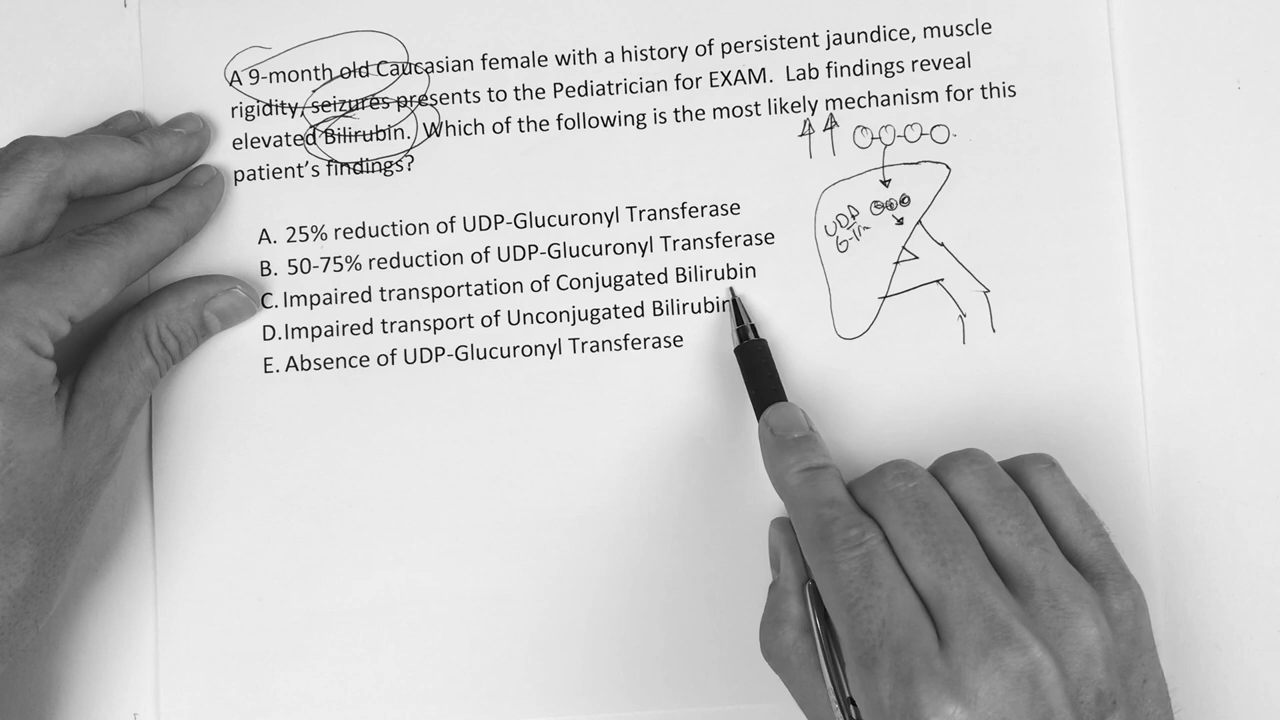 A 9-month old Caucasian female with a history of persistent jaundice, muscle
rigidity, seizures presents to the Pediatrician for EXAM. Lab findings reveal
elevated Bilirubin. Which of the following is the most likely mechanism for this
patient's findings?
A. 25% reduction of UDP-Glucuronyl Transferase
B. 50-75% reduction of UDP-Glucuronyl Transferase
C. Impaired transportation of Conjugated Bilirubin
D. Impaired transport of Unconjugated Bilirubin
E. Absence of UDP-Glucuronyl Transferase
UDP